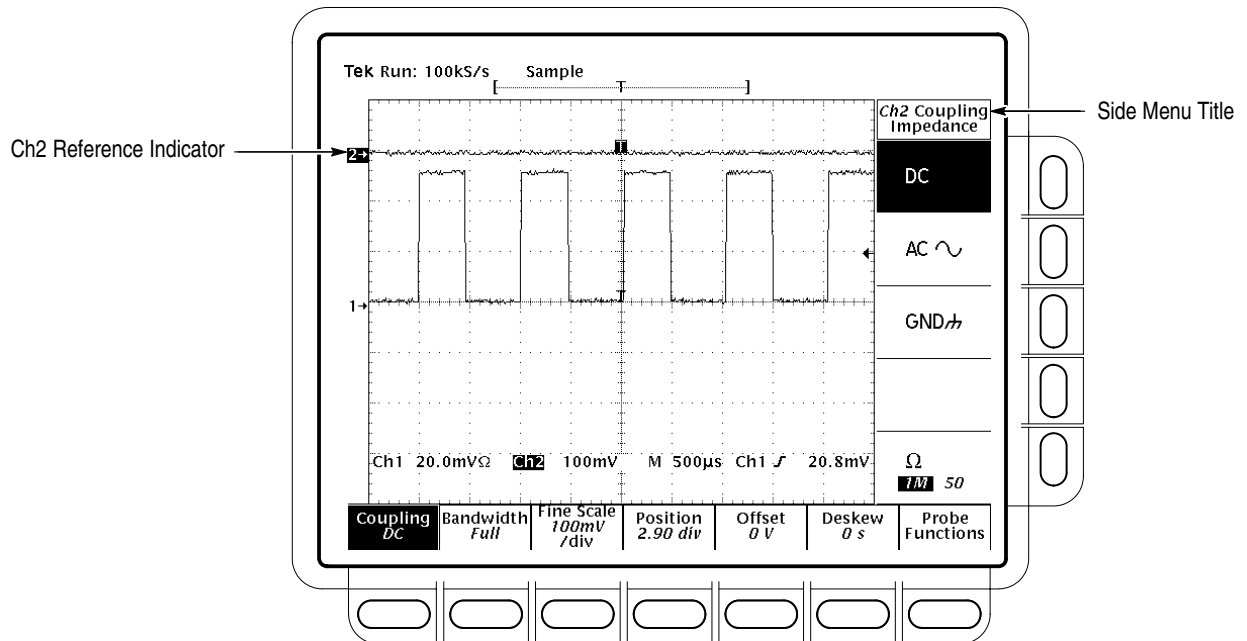 Tek Run: 100kS/s Sample
[ T ]
Ch2 Coupling
Impedance
Side Menu Title
Ch2 Reference Indicator
2→
T
DC
AC
GND
1→
T
Ch1 20.0mVΩ Ch2 100mV M 500µs Ch1 20.8mV
Ω
1M 50
Coupling
DC
Bandwidth
Full
Fine Scale
100mV
/div
Position
2.90 div
Offset
0 V
Deskew
0 s
Probe
Functions